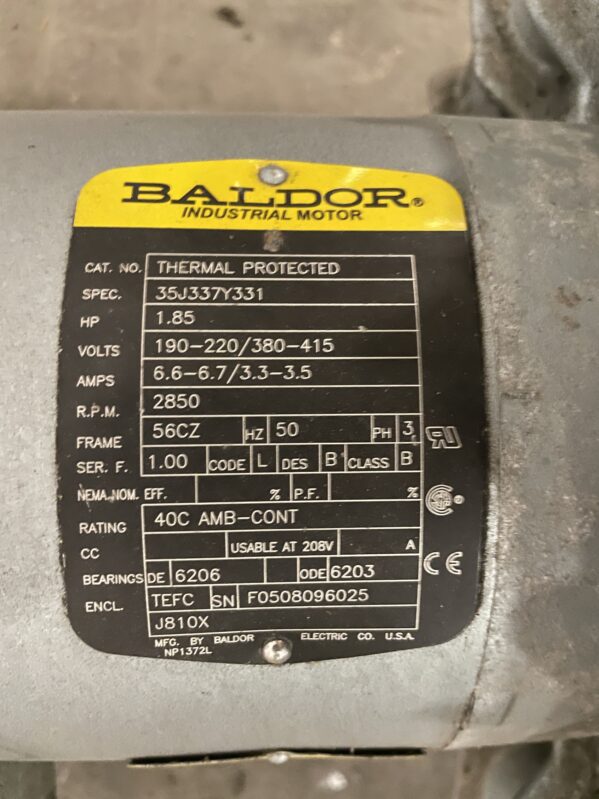 BALDOR®
INDUSTRIAL MOTOR
CAT. NO. THERMAL PROTECTED
SPEC. 35J337Y331
HP 1.85
VOLTS 190-220/380-415
AMPS 6.6-6.7/3.3-3.5
R.P.M. 2850
FRAME 56CZ HZ 50 PH 3
SER. F. 1.00 CODE L DES B CLASS B
NEMA.NOM. EFF. % P.F. %
RATING 40C AMB-CONT
CC USABLE AT 208V A
BEARINGS DE 6206 ODE 6203
ENCL. TEFC SN F0508096025
J810X
MFG. BY BALDOR ELECTRIC CO. U.S.A.
NP1372L
CE